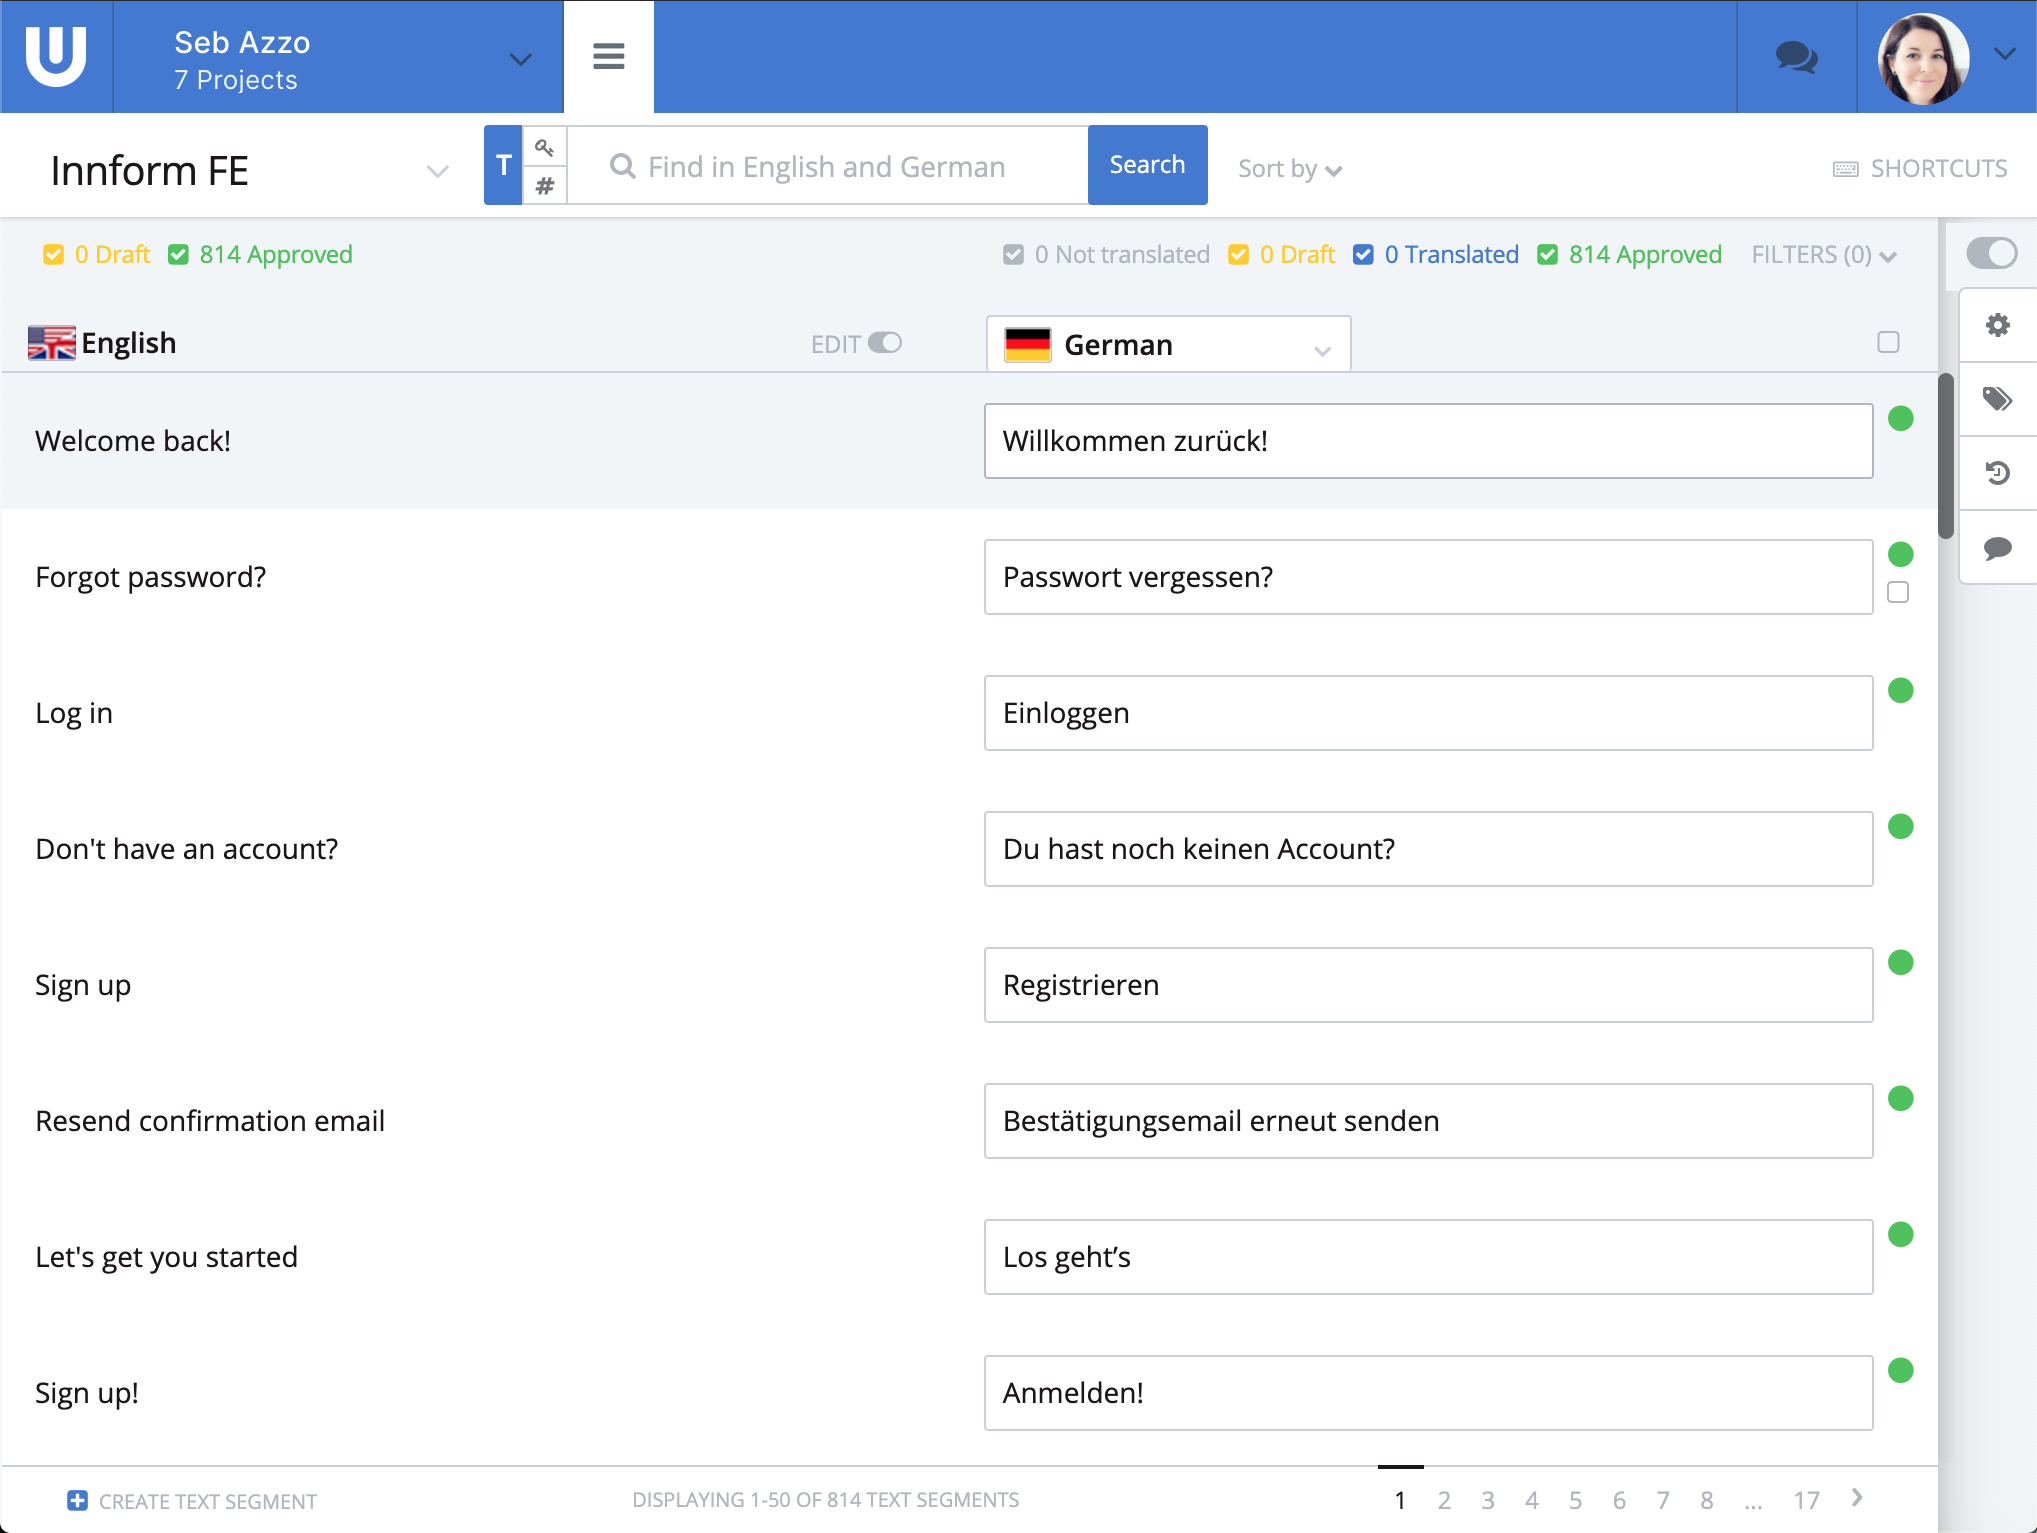 Seb Azzo
7 Projects
Innform FE
T
#
Find in English and German
Search
Sort by
SHORTCUTS
0 Draft 814 Approved
0 Not translated 0 Draft 0 Translated 814 Approved FILTERS (0)
English
EDIT
German
Welcome back!
Willkommen zurück!
Forgot password?
Passwort vergessen?
Log in
Einloggen
Don't have an account?
Du hast noch keinen Account?
Sign up
Registrieren
Resend confirmation email
Bestätigungsemail erneut senden
Let's get you started
Los geht’s
Sign up!
Anmelden!
CREATE TEXT SEGMENT
DISPLAYING 1-50 OF 814 TEXT SEGMENTS
1 2 3 4 5 6 7 8 ... 17